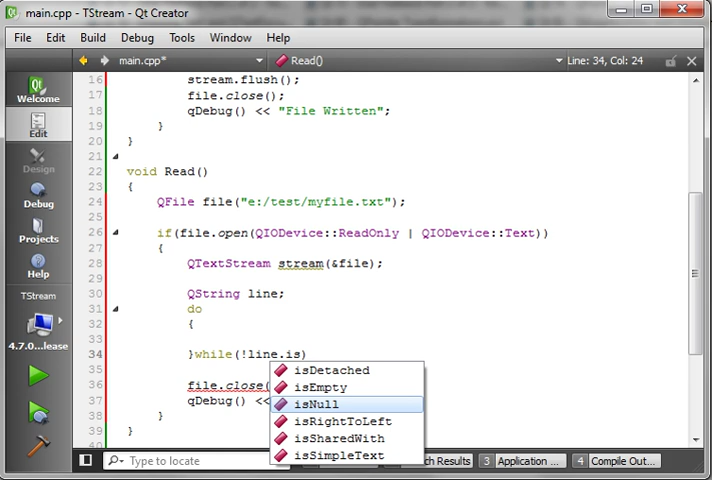 main.cpp - TStream - Qt Creator
File Edit Build Debug Tools Window Help
main.cpp* Read() Line: 34, Col: 24
Qt
Welcome
Edit
Design
Debug
Projects
Help
TStream
4.7.0...lease
16 stream.flush();
17 file.close();
18 qDebug() << "File Written";
19 }
20 }
21
22 void Read()
23 {
24 QFile file("e:/test/myfile.txt");
25
26 if(file.open(QIODevice::ReadOnly | QIODevice::Text))
27 {
28 QTextStream stream(&file);
29
30 QString line;
31 do
32 {
33
34 }while(!line.is)
35
36 file.close(
37 qDebug() <<
38 }
39 }
isDetached
isEmpty
isNull
isRightToLeft
isSharedWith
isSimpleText
Type to locate
ch Results 3 Application ... 4 Compile Out...